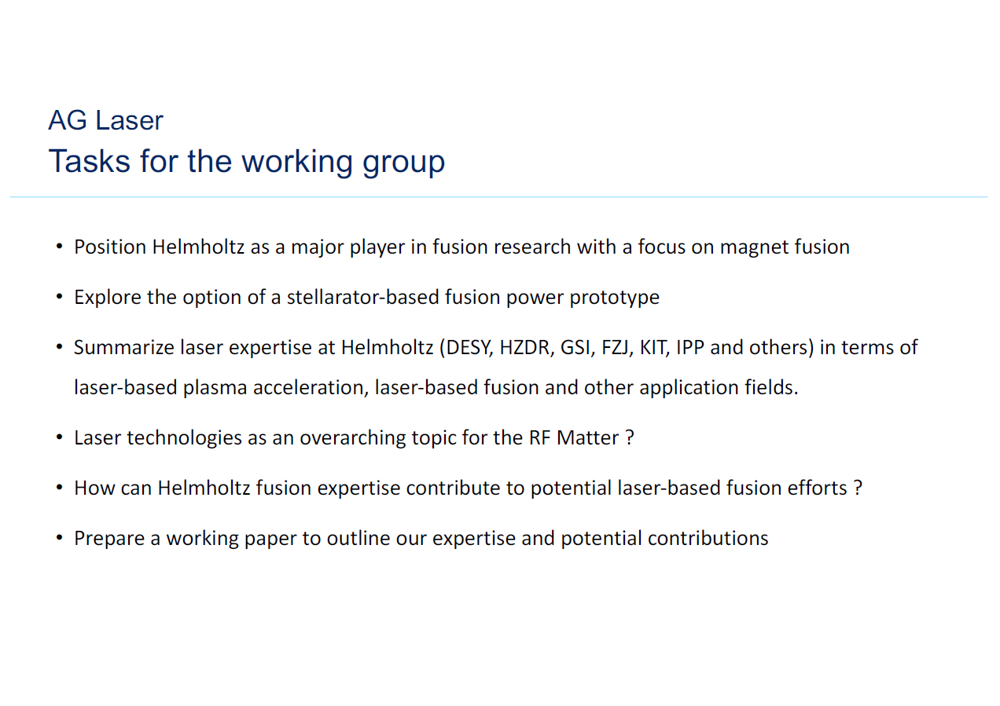 AG Laser
Tasks for the working group
• Position Helmholtz as a major player in fusion research with a focus on magnet fusion
• Explore the option of a stellarator-based fusion power prototype
• Summarize laser expertise at Helmholtz (DESY, HZDR, GSI, FZJ, KIT, IPP and others) in terms of
laser-based plasma acceleration, laser-based fusion and other application fields.
• Laser technologies as an overarching topic for the RF Matter ?
• How can Helmholtz fusion expertise contribute to potential laser-based fusion efforts ?
• Prepare a working paper to outline our expertise and potential contributions